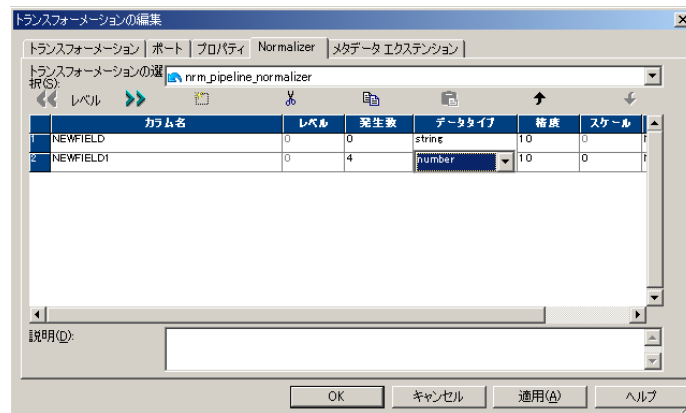 トランスフォーメーションの編集
トランスフォーメーション ポート プロパティ Normalizer メタデータ エクステンション
トランスフォーメーションの選択(S): nrm_pipeline_normalizer
レベル
カラム名 レベル 発生数 データタイプ 精度 スケール
1 NEWFIELD 0 0 string 10 0
2 NEWFIELD1 0 4 number 10 0
説明(D):
OK キャンセル 適用(A) ヘルプ